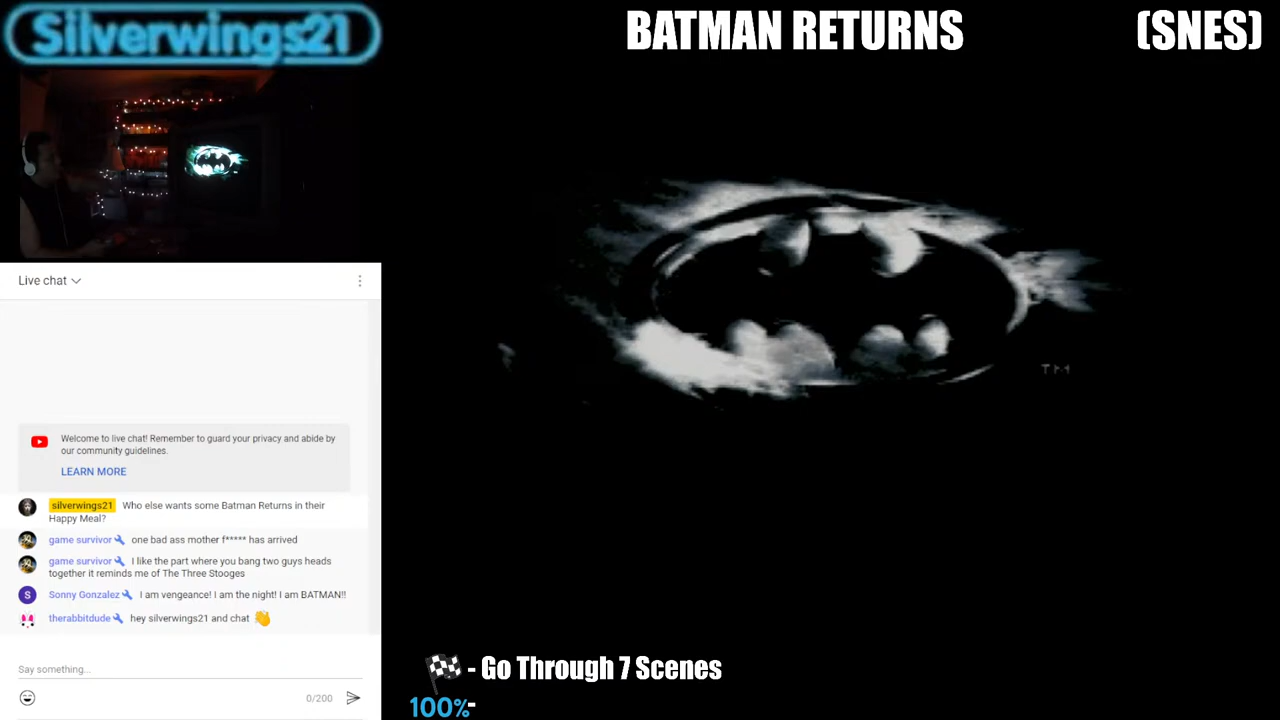 Silverwings21
BATMAN RETURNS (SNES)
TM
Live chat
Welcome to live chat! Remember to guard your privacy and abide by
our community guidelines.
LEARN MORE
silverwings21 Who else wants some Batman Returns in their
Happy Meal?
game survivor one bad ass mother f***** has arrived
game survivor I like the part where you bang two guys heads
together it reminds me of The Three Stooges
Sonny Gonzalez I am vengeance! I am the night! I am BATMAN!!
therabbitdude hey silverwings21 and chat 👋
Say something...
0/200
- Go Through 7 Scenes
100%-